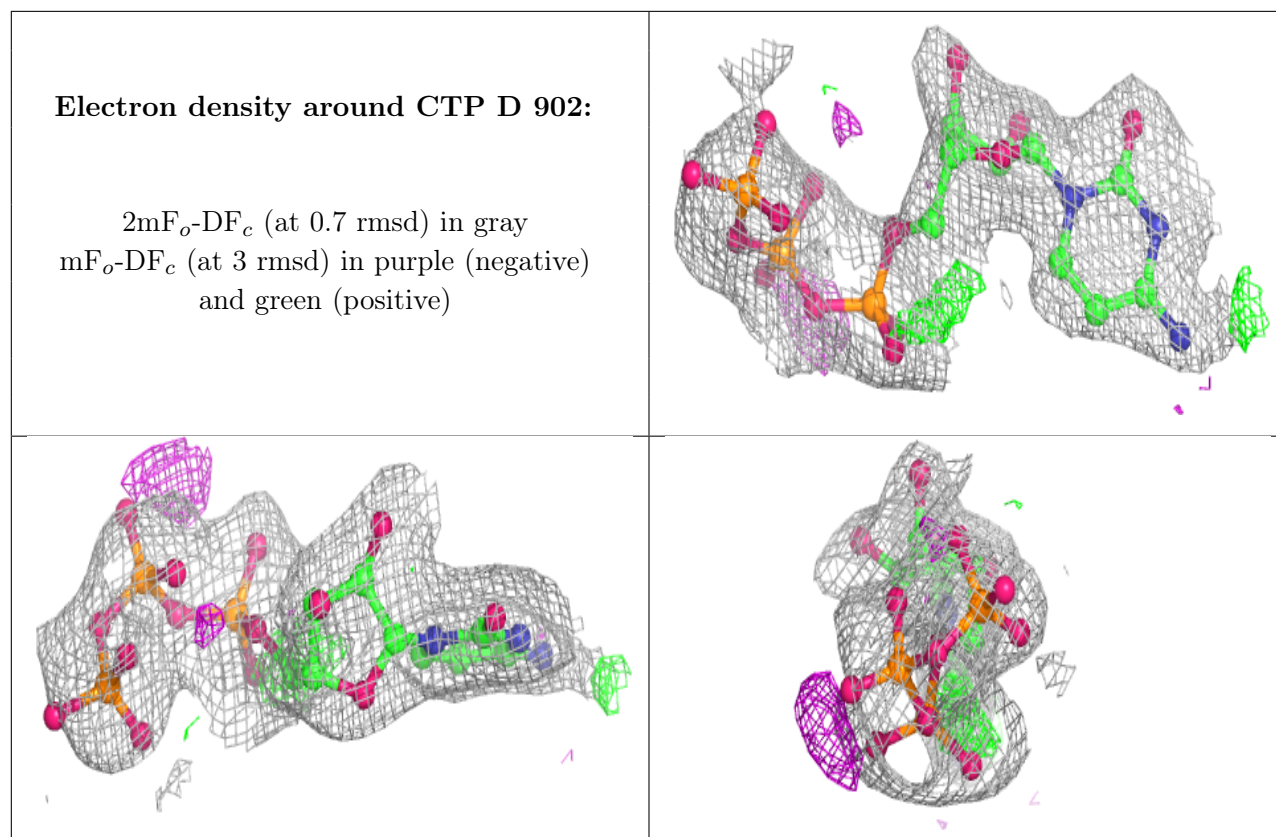 Electron density around CTP D 902:
2mFₒ-DF𝑐 (at 0.7 rmsd) in gray
mFₒ-DF𝑐 (at 3 rmsd) in purple (negative)
and green (positive)